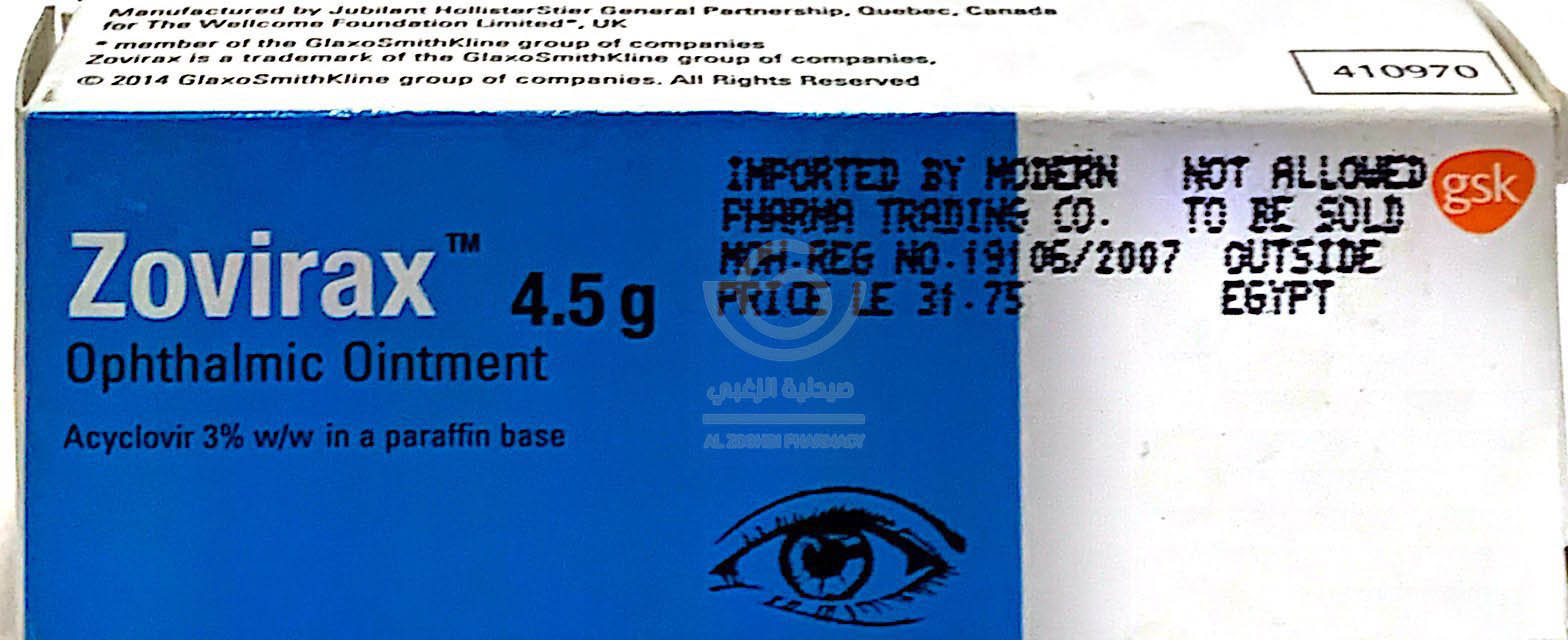 Manufactured by Jubilant HollisterStier General Partnership, Quebec, Canada
for The Wellcome Foundation Limited*, UK
* member of the GlaxoSmithKline group of companies
Zovirax is a trademark of the GlaxoSmithKline group of companies.
© 2014 GlaxoSmithKline group of companies. All Rights Reserved
410970
IMPORTED BY MODERN NOT ALLOWED
PHARMA TRADING CO. TO BE SOLD
MOH.REG NO.19106/2007 OUTSIDE
PRICE LE 31.75 EGYPT
gsk
Zovirax™ 4.5 g
Ophthalmic Ointment
Acyclovir 3% w/w in a paraffin base
صيدلية الزغبي
AL ZOGHBI PHARMACY